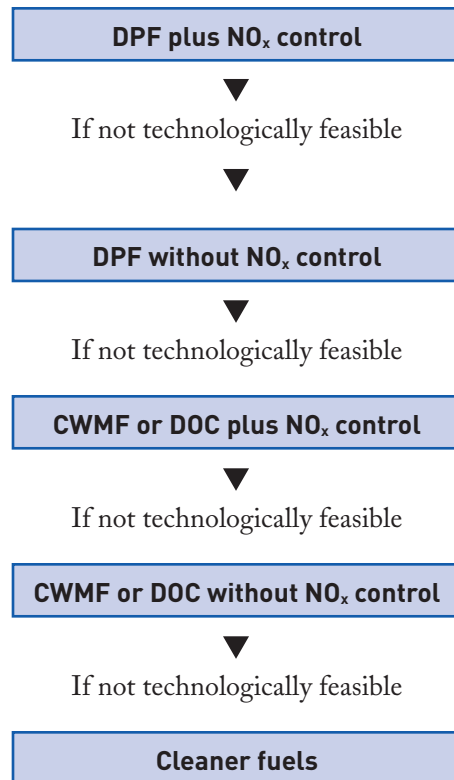 DPF plus NOₓ control
If not technologically feasible
DPF without NOₓ control
If not technologically feasible
CWMF or DOC plus NOₓ control
If not technologically feasible
CWMF or DOC without NOₓ control
If not technologically feasible
Cleaner fuels